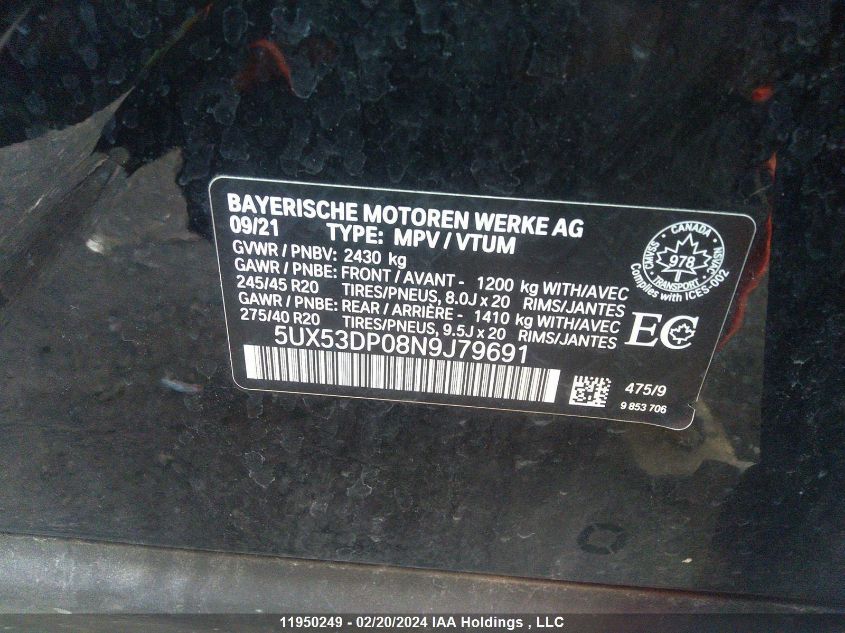 BAYERISCHE MOTOREN WERKE AG
09/21 TYPE: MPV / VTUM
GVWR / PNBV: 2430 kg
GAWR / PNBE: FRONT / AVANT - 1200 kg WITH/AVEC
245/45 R20 TIRES/PNEUS, 8.0J x 20 RIMS/JANTES
GAWR / PNBE: REAR / ARRIÈRE - 1410 kg WITH/AVEC
275/40 R20 TIRES/PNEUS, 9.5J x 20 RIMS/JANTES
5UX53DP08N9J79691
CANADA
SVMAC
NSVAC
978
TRANSPORT
Complies with ICES-002
EC
475/9
9 853 706
11950249 - 02/20/2024 IAA Holdings , LLC